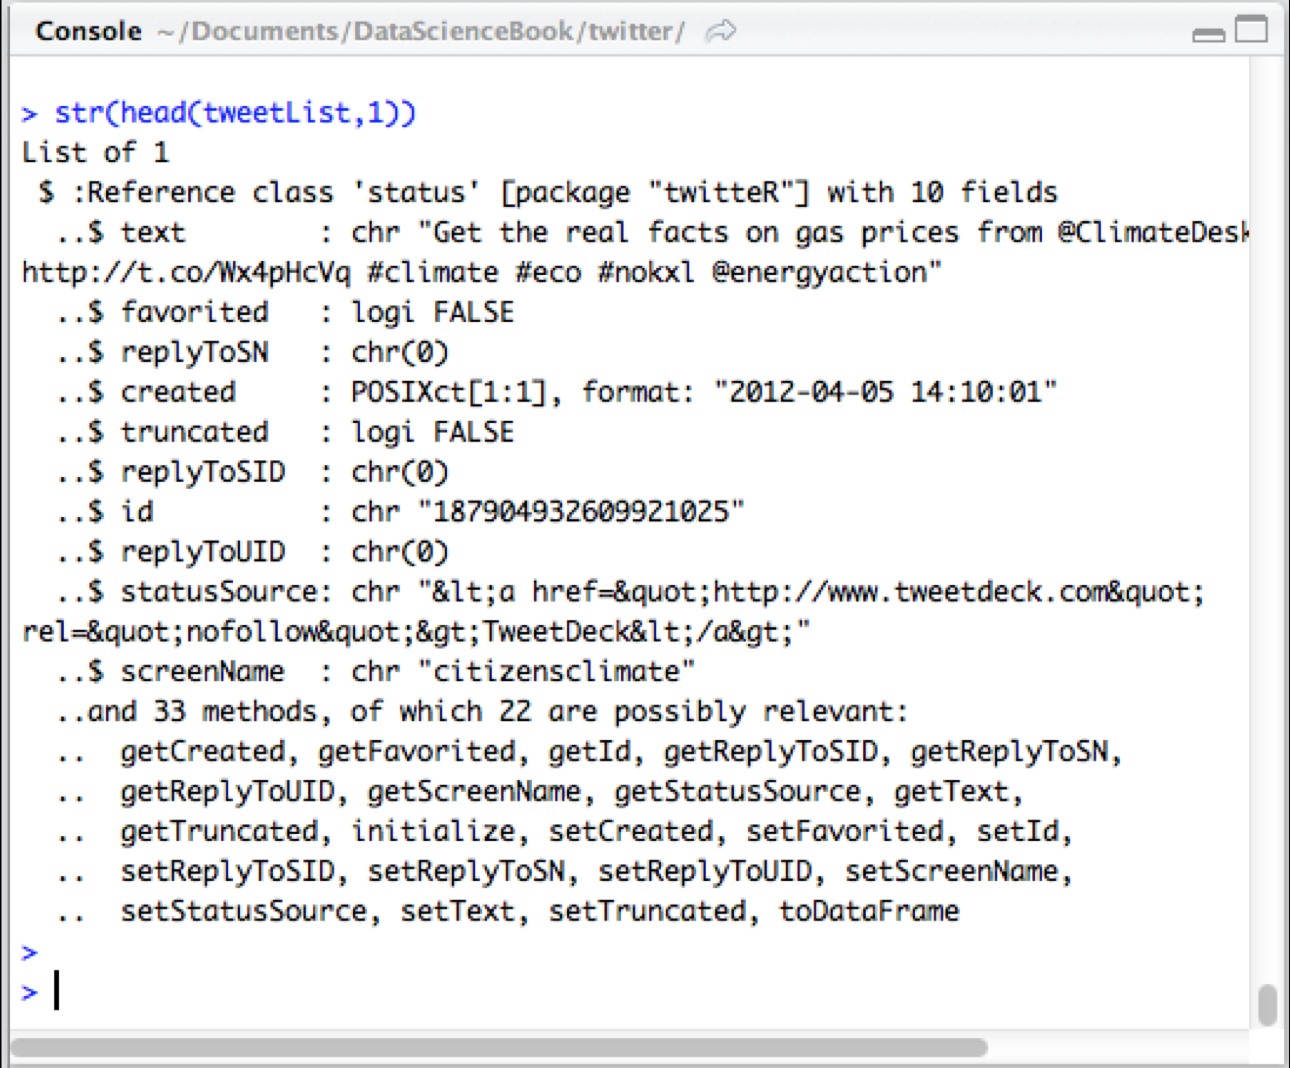 Console ~/Documents/DataScienceBook/twitter/
> str(head(tweetList,1))
List of 1
 $ :Reference class 'status' [package "twitteR"] with 10 fields
  ..$ text        : chr "Get the real facts on gas prices from @ClimateDesk
http://t.co/Wx4pHcVq #climate #eco #nokxl @energyaction"
  ..$ favorited   : logi FALSE
  ..$ replyToSN   : chr(0)
  ..$ created     : POSIXct[1:1], format: "2012-04-05 14:10:01"
  ..$ truncated   : logi FALSE
  ..$ replyToSID  : chr(0)
  ..$ id          : chr "187904932609921025"
  ..$ replyToUID  : chr(0)
  ..$ statusSource: chr "&lt;a href=&quot;http://www.tweetdeck.com&quot;
rel=&quot;nofollow&quot;&gt;TweetDeck&lt;/a&gt;"
  ..$ screenName  : chr "citizensclimate"
  ..and 33 methods, of which 22 are possibly relevant:
  ..  getCreated, getFavorited, getId, getReplyToSID, getReplyToSN,
  ..  getReplyToUID, getScreenName, getStatusSource, getText,
  ..  getTruncated, initialize, setCreated, setFavorited, setId,
  ..  setReplyToSID, setReplyToSN, setReplyToUID, setScreenName,
  ..  setStatusSource, setText, setTruncated, toDataFrame
>
>